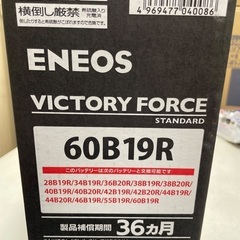 横倒し厳禁
4969477040086
ENEOS
VICTORY FORCE
STANDARD
60B19R
このバッテリーは次のバッテリーと交換可能です
28B19R/34B19R/36B20R/38B19R/38B20R/
40B19R/40B20R/42B19R/42B20R/44B19R/
44B20R/46B19R/55B19R/60B19R
製品補償期間 36ヵ月